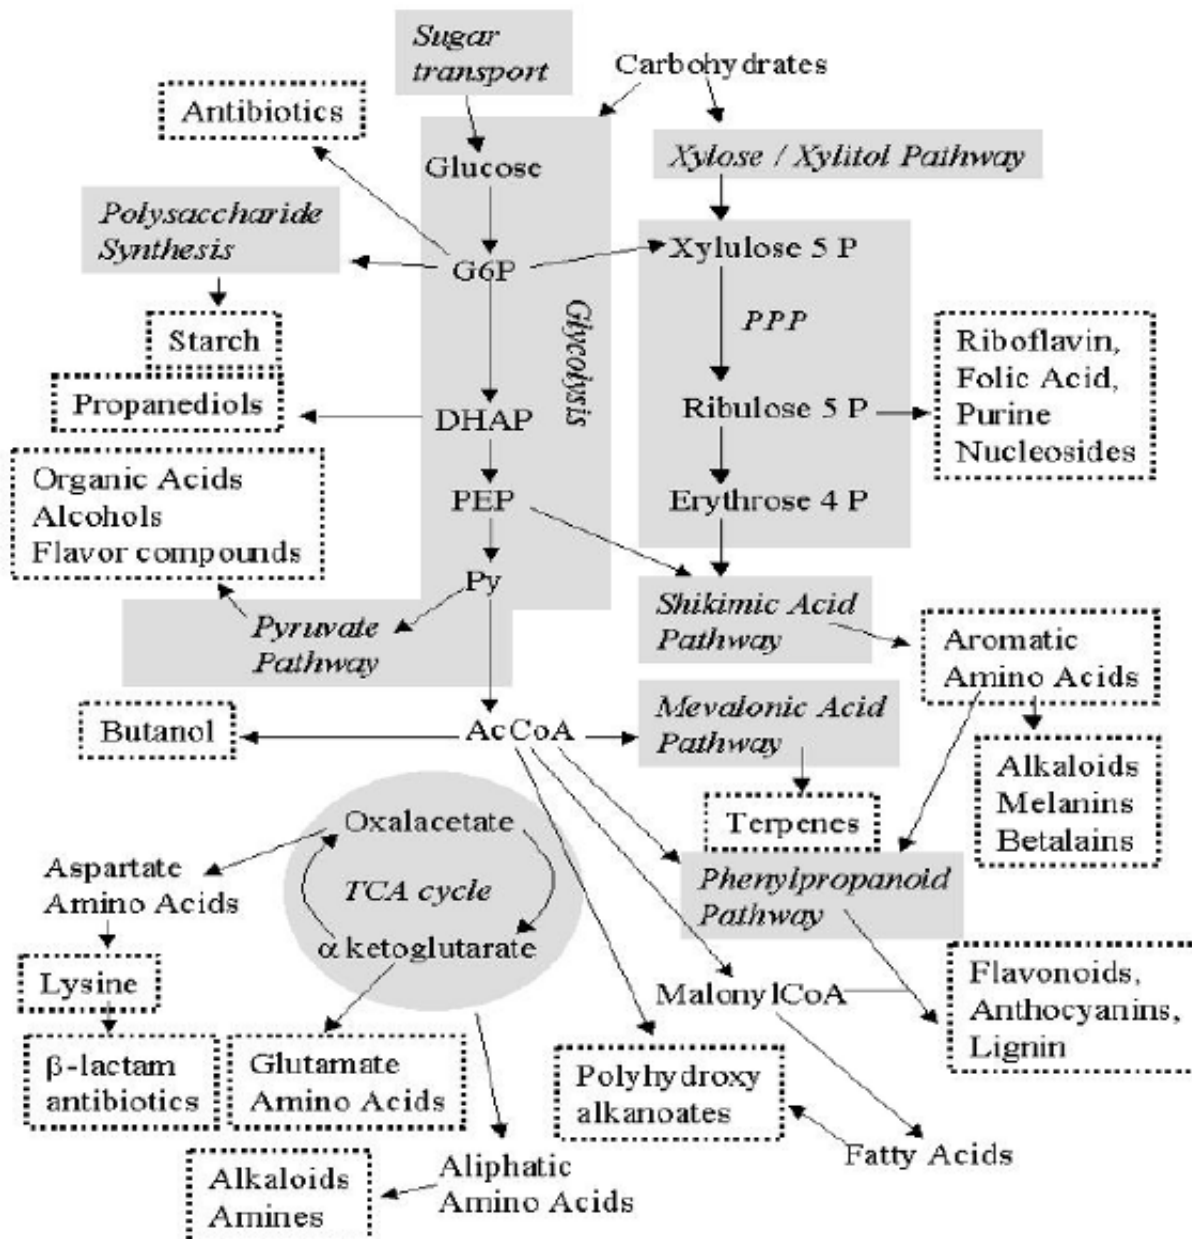 Sugar
transport
Carbohydrates
Antibiotics
Glucose
Xylose / Xylitol Pathway
Polysaccharide
Synthesis
G6P
Xylulose 5 P
Glycolysis
PPP
Starch
Riboflavin,
Folic Acid,
Purine
Nucleosides
Propanediols
DHAP
Ribulose 5 P
Organic Acids
Alcohols
Flavor compounds
PEP
Erythrose 4 P
Py
Pyruvate
Pathway
Shikimic Acid
Pathway
Aromatic
Amino Acids
Butanol
AcCoA
Mevalonic Acid
Pathway
Alkaloids
Melanins
Betalains
Terpenes
Oxalacetate
TCA cycle
α ketoglutarate
Aspartate
Amino Acids
Phenylpropanoid
Pathway
Lysine
MalonylCoA
Flavonoids,
Anthocyanins,
Lignin
β-lactam
antibiotics
Glutamate
Amino Acids
Polyhydroxy
alkanoates
Fatty Acids
Alkaloids
Amines
Aliphatic
Amino Acids